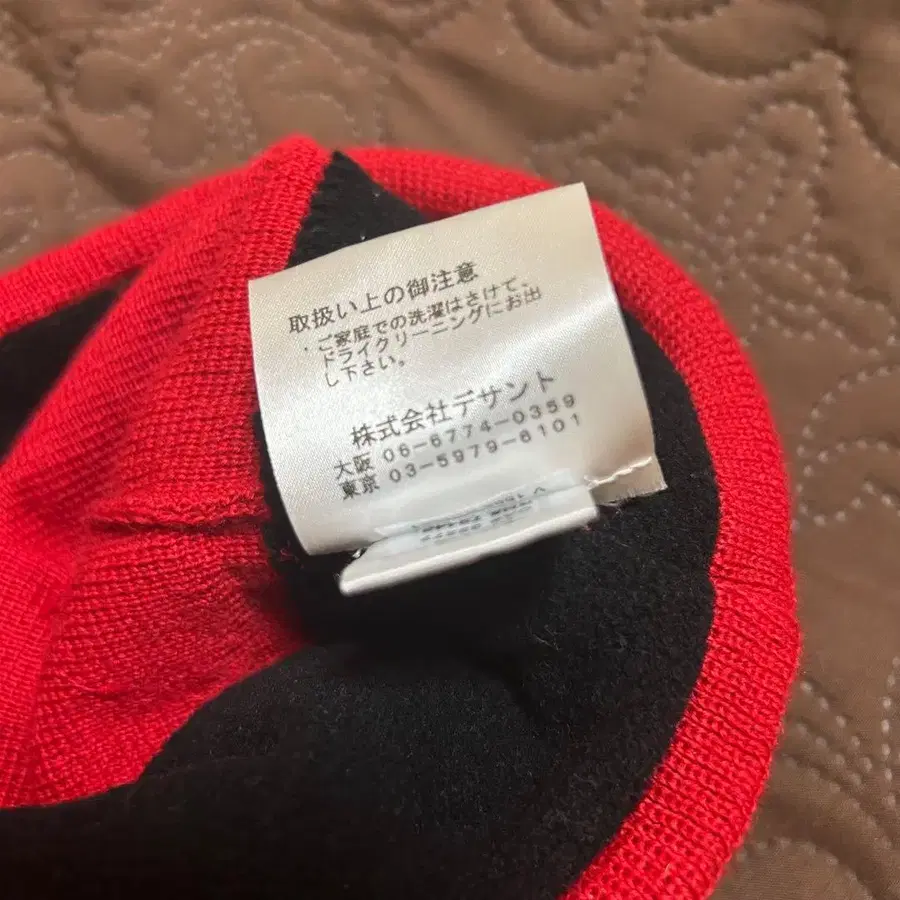 取扱い上の御注意
・ご家庭での洗濯はさけて、
ドライクリーニングにお出
し下さい。
株式会社デサント
大阪 06-6774-0359
東京 03-5979-6101